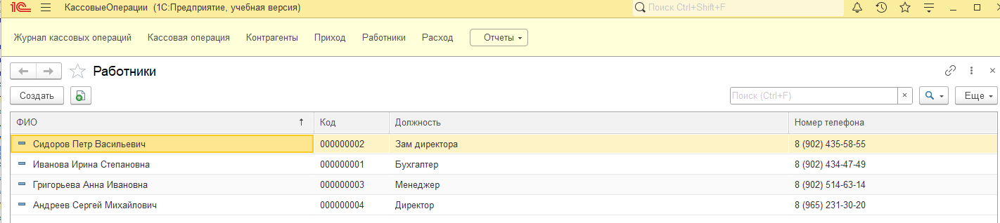 1С КассовыеОперации (1С:Предприятие, учебная версия) Поиск Ctrl+Shift+F
Журнал кассовых операций Кассовая операция Контрагенты Приход Работники Расход Отчеты
Работники
Создать Поиск (Ctrl+F) × Еще
ФИО ↑ Код Должность Номер телефона
Сидоров Петр Васильевич 000000002 Зам директора 8 (902) 435-58-55
Иванова Ирина Степановна 000000001 Бухгалтер 8 (902) 434-47-49
Григорьева Анна Ивановна 000000003 Менеджер 8 (902) 514-63-14
Андреев Сергей Михайлович 000000004 Директор 8 (965) 231-30-20